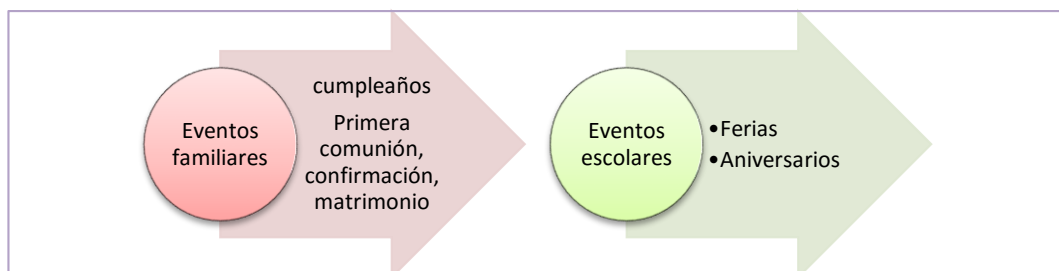 Eventos
familiares
cumpleaños
Primera
comunión,
confirmación,
matrimonio
Eventos
escolares
•Ferias
•Aniversarios